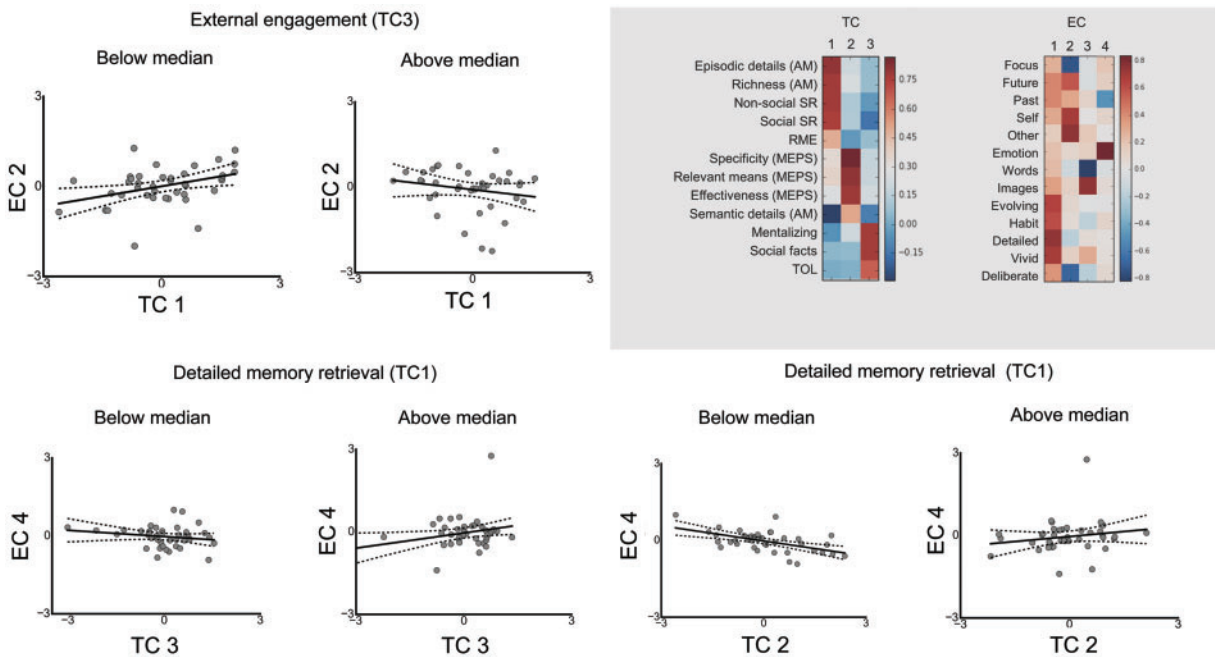 External engagement (TC3)
Below median
Above median
3
EC 2
0
−3
−3
0
3
TC 1
3
EC 2
0
−3
−3
0
3
TC 1
TC
1 2 3
Episodic details (AM)
Richness (AM)
Non-social SR
Social SR
RME
Specificity (MEPS)
Relevant means (MEPS)
Effectiveness (MEPS)
Semantic details (AM)
Mentalizing
Social facts
TOL
0.75
0.60
0.45
0.30
0.15
0.00
−0.15
EC
1 2 3 4
Focus
Future
Past
Self
Other
Emotion
Words
Images
Evolving
Habit
Detailed
Vivid
Deliberate
0.8
0.6
0.4
0.2
0.0
−0.2
−0.4
−0.6
−0.8
Detailed memory retrieval (TC1)
Below median
Above median
3
EC 4
0
−3
−3
0
3
TC 3
3
EC 4
0
−3
−3
0
3
TC 3
Detailed memory retrieval (TC1)
Below median
Above median
3
EC 4
0
−3
−3
0
3
TC 2
3
EC 4
0
−3
−3
0
3
TC 2